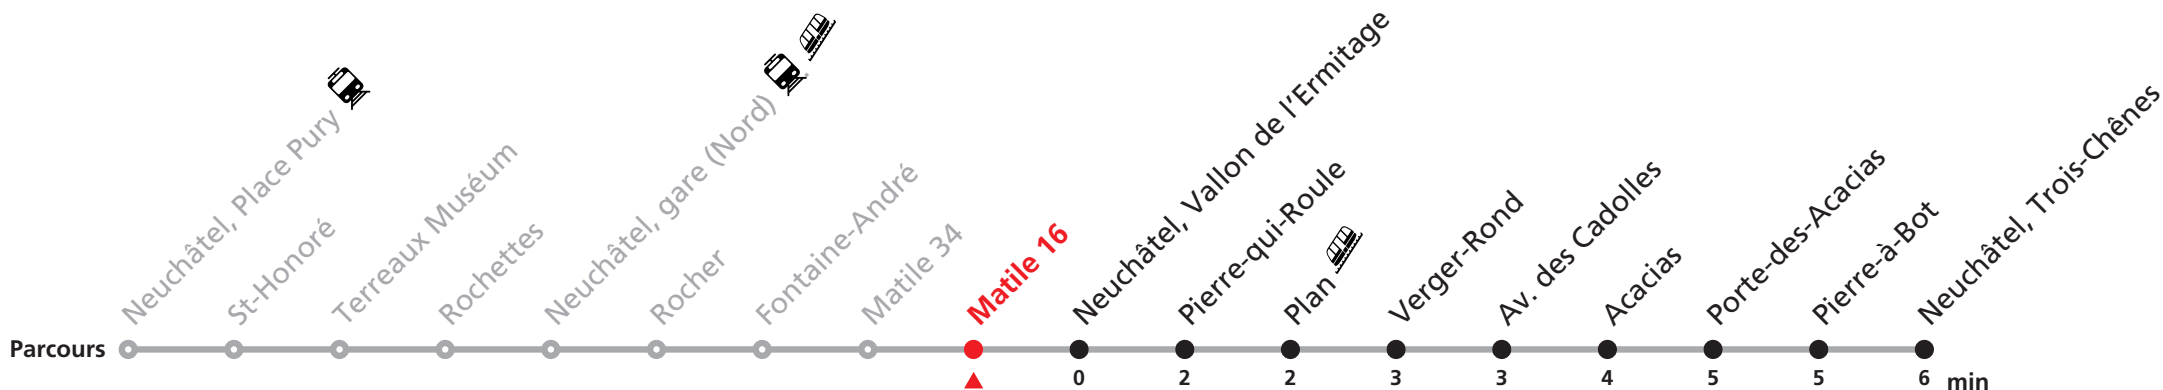 Neuchâtel, Place Pury
St-Honoré
Terreaux Muséum
Rochettes
Neuchâtel, gare (Nord)
Rocher
Fontaine-André
Matile 34
Matile 16
Neuchâtel, Vallon de l'Ermitage
Pierre-qui-Roule
Plan
Verger-Rond
Av. des Cadolles
Acacias
Porte-des-Acacias
Pierre-à-Bot
Neuchâtel, Trois-Chênes
Parcours
0 2 2 3 3 4 5 5 6 min